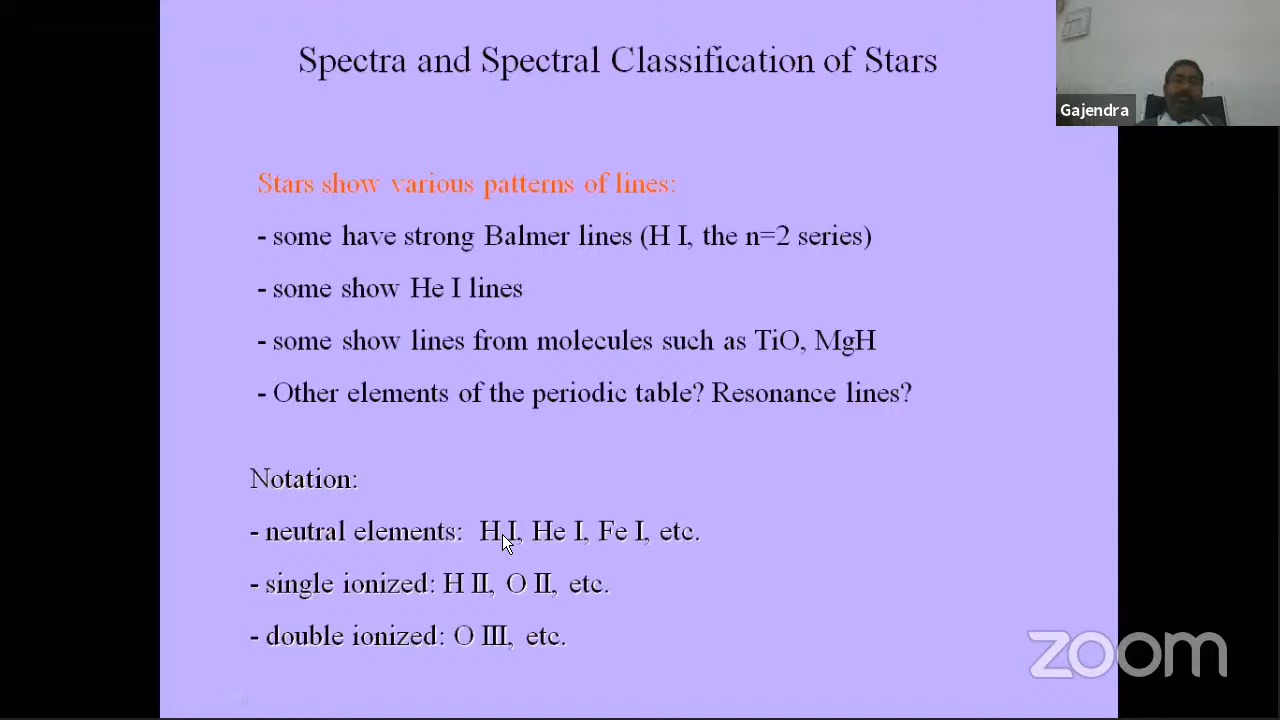 Spectra and Spectral Classification of Stars
Gajendra
Stars show various patterns of lines:
- some have strong Balmer lines (H I, the n=2 series)
- some show He I lines
- some show lines from molecules such as TiO, MgH
- Other elements of the periodic table? Resonance lines?
Notation:
- neutral elements: H I, He I, Fe I, etc.
- single ionized: H II, O II, etc.
- double ionized: O III, etc.
zoom